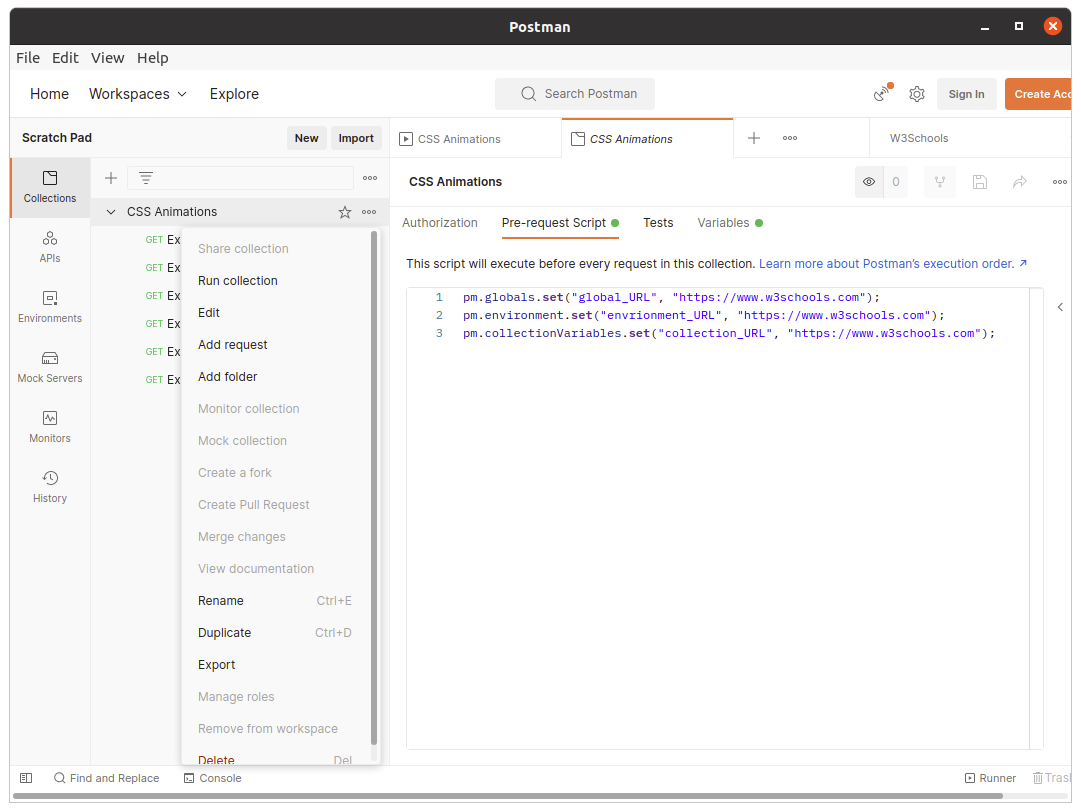 Postman
File Edit View Help
Home Workspaces Explore Search Postman Sign In Create Acc
Scratch Pad New Import CSS Animations CSS Animations W3Schools
CSS Animations 0
Collections
CSS Animations
Authorization Pre-request Script Tests Variables
GET Ex
GET Ex
GET Ex
GET Ex
GET Ex
GET Ex
APIs
Environments
Mock Servers
Monitors
History
Share collection
Run collection
Edit
Add request
Add folder
Monitor collection
Mock collection
Create a fork
Create Pull Request
Merge changes
View documentation
Rename Ctrl+E
Duplicate Ctrl+D
Export
Manage roles
Remove from workspace
Delete Del
This script will execute before every request in this collection. Learn more about Postman's execution order. ↗
1 pm.globals.set("global_URL", "https://www.w3schools.com");
2 pm.environment.set("envrionment_URL", "https://www.w3schools.com");
3 pm.collectionVariables.set("collection_URL", "https://www.w3schools.com");
Find and Replace Console Runner Trash